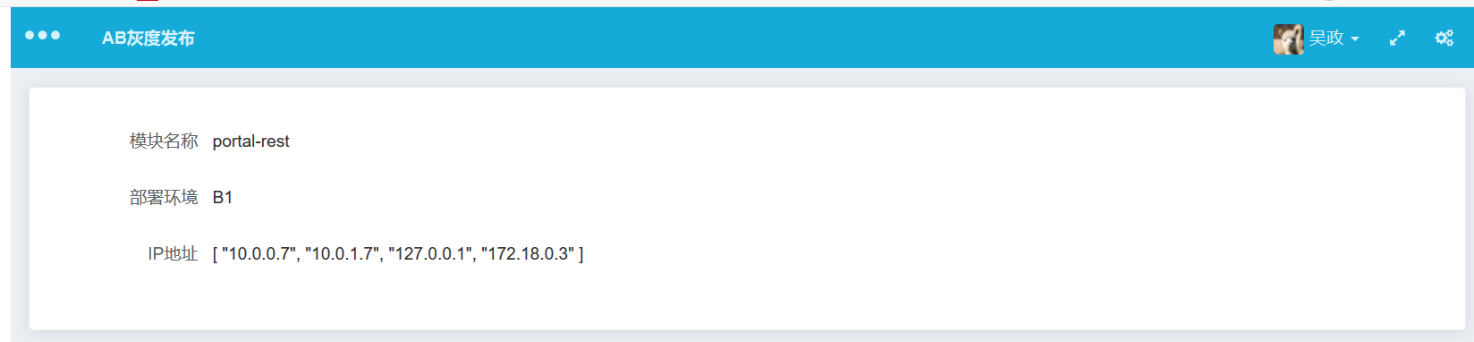 AB灰度发布 吴政
模块名称 portal-rest
部署环境 B1
IP地址 [ "10.0.0.7", "10.0.1.7", "127.0.0.1", "172.18.0.3" ]